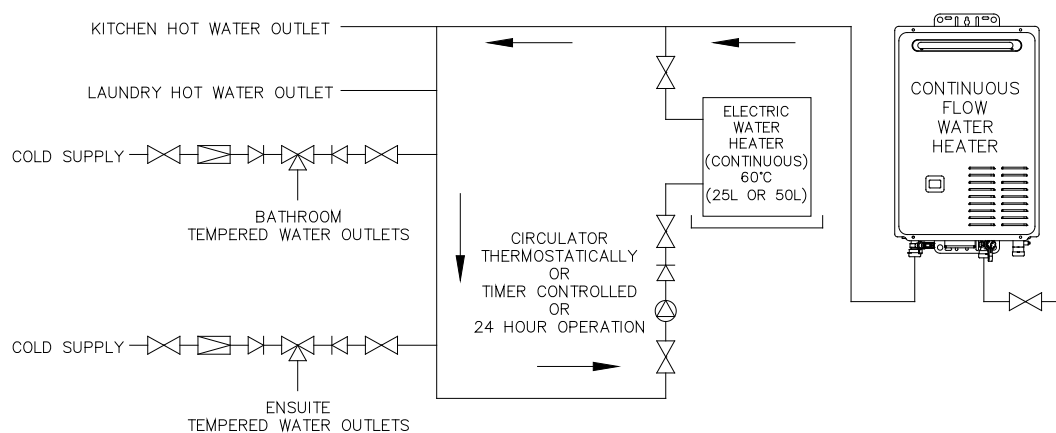 KITCHEN HOT WATER OUTLET
LAUNDRY HOT WATER OUTLET
COLD SUPPLY
BATHROOM
TEMPERED WATER OUTLETS
COLD SUPPLY
ENSUITE
TEMPERED WATER OUTLETS
CIRCULATOR
THERMOSTATICALLY
OR
TIMER CONTROLLED
OR
24 HOUR OPERATION
ELECTRIC
WATER
HEATER
(CONTINUOUS)
60°C
(25L OR 50L)
CONTINUOUS
FLOW
WATER
HEATER